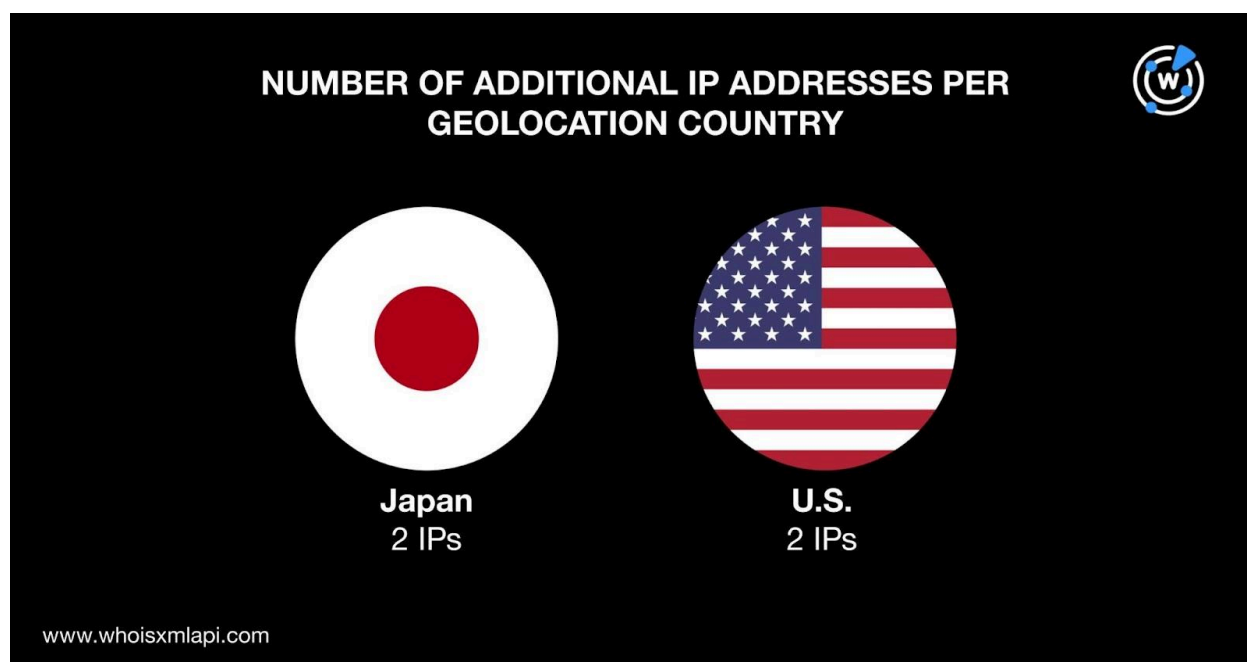 NUMBER OF ADDITIONAL IP ADDRESSES PER
GEOLOCATION COUNTRY
W
Japan
2 IPs
U.S.
2 IPs
www.whoisxmlapi.com